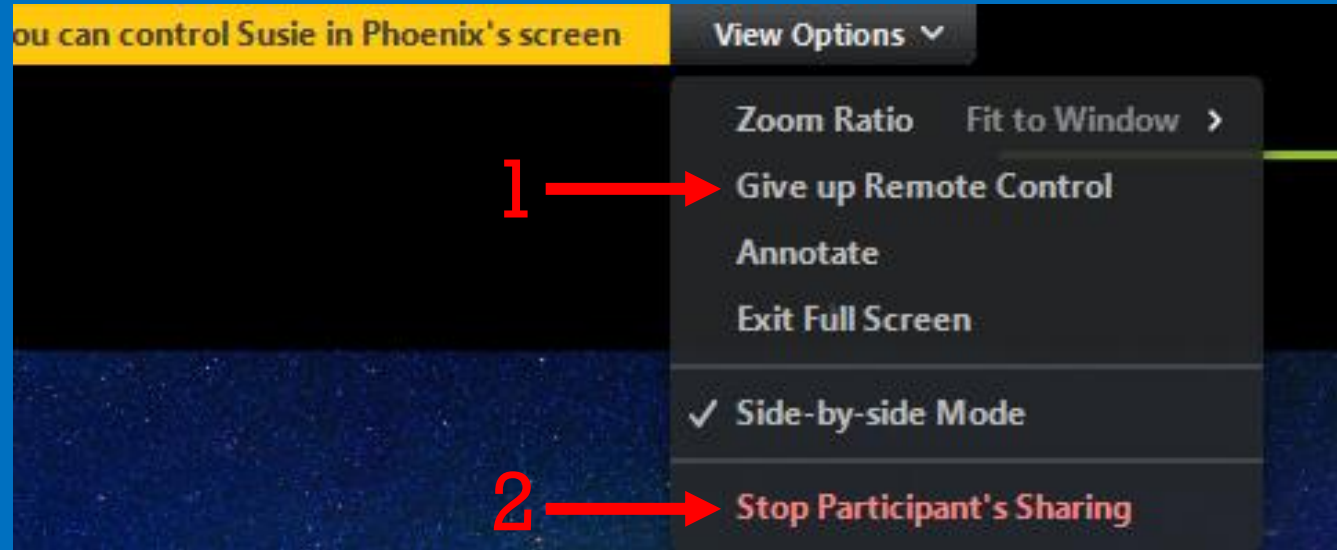 ou can control Susie in Phoenix's screen View Options
Zoom Ratio Fit to Window >
1 Give up Remote Control
Annotate
Exit Full Screen
✓ Side-by-side Mode
2 Stop Participant's Sharing